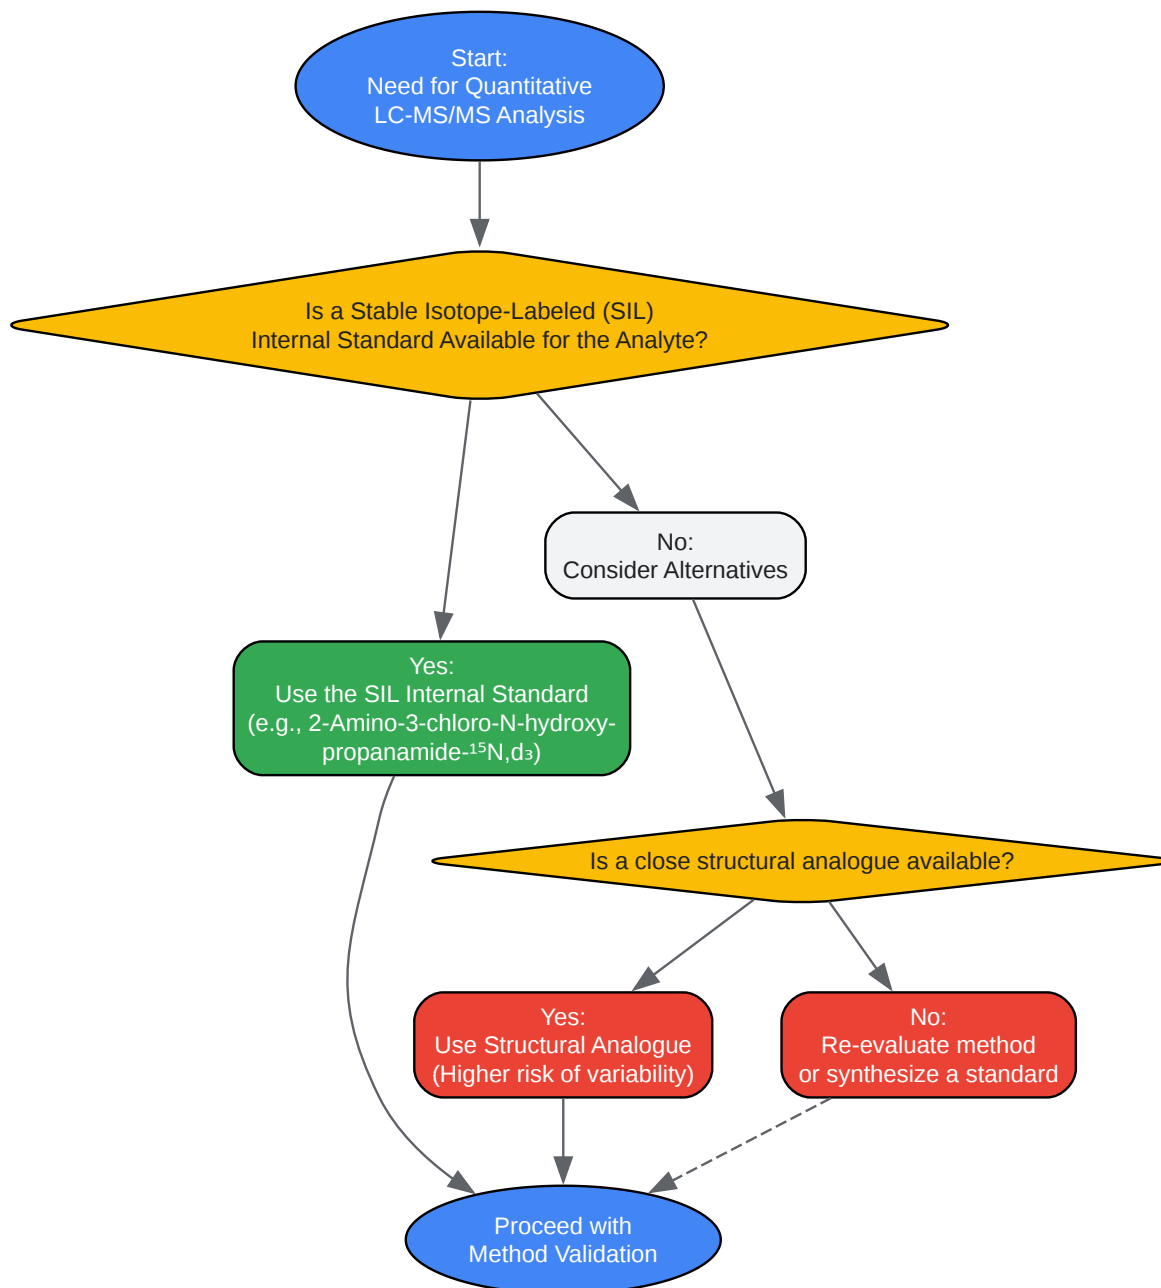 Start:
Need for Quantitative
LC-MS/MS Analysis
Is a Stable Isotope-Labeled (SIL)
Internal Standard Available for the Analyte?
No:
Consider Alternatives
Yes:
Use the SIL Internal Standard
(e.g., 2-Amino-3-chloro-N-hydroxy-
propanamide-¹⁵N,d₃)
Is a close structural analogue available?
Yes:
Use Structural Analogue
(Higher risk of variability)
No:
Re-evaluate method
or synthesize a standard
Proceed with
Method Validation